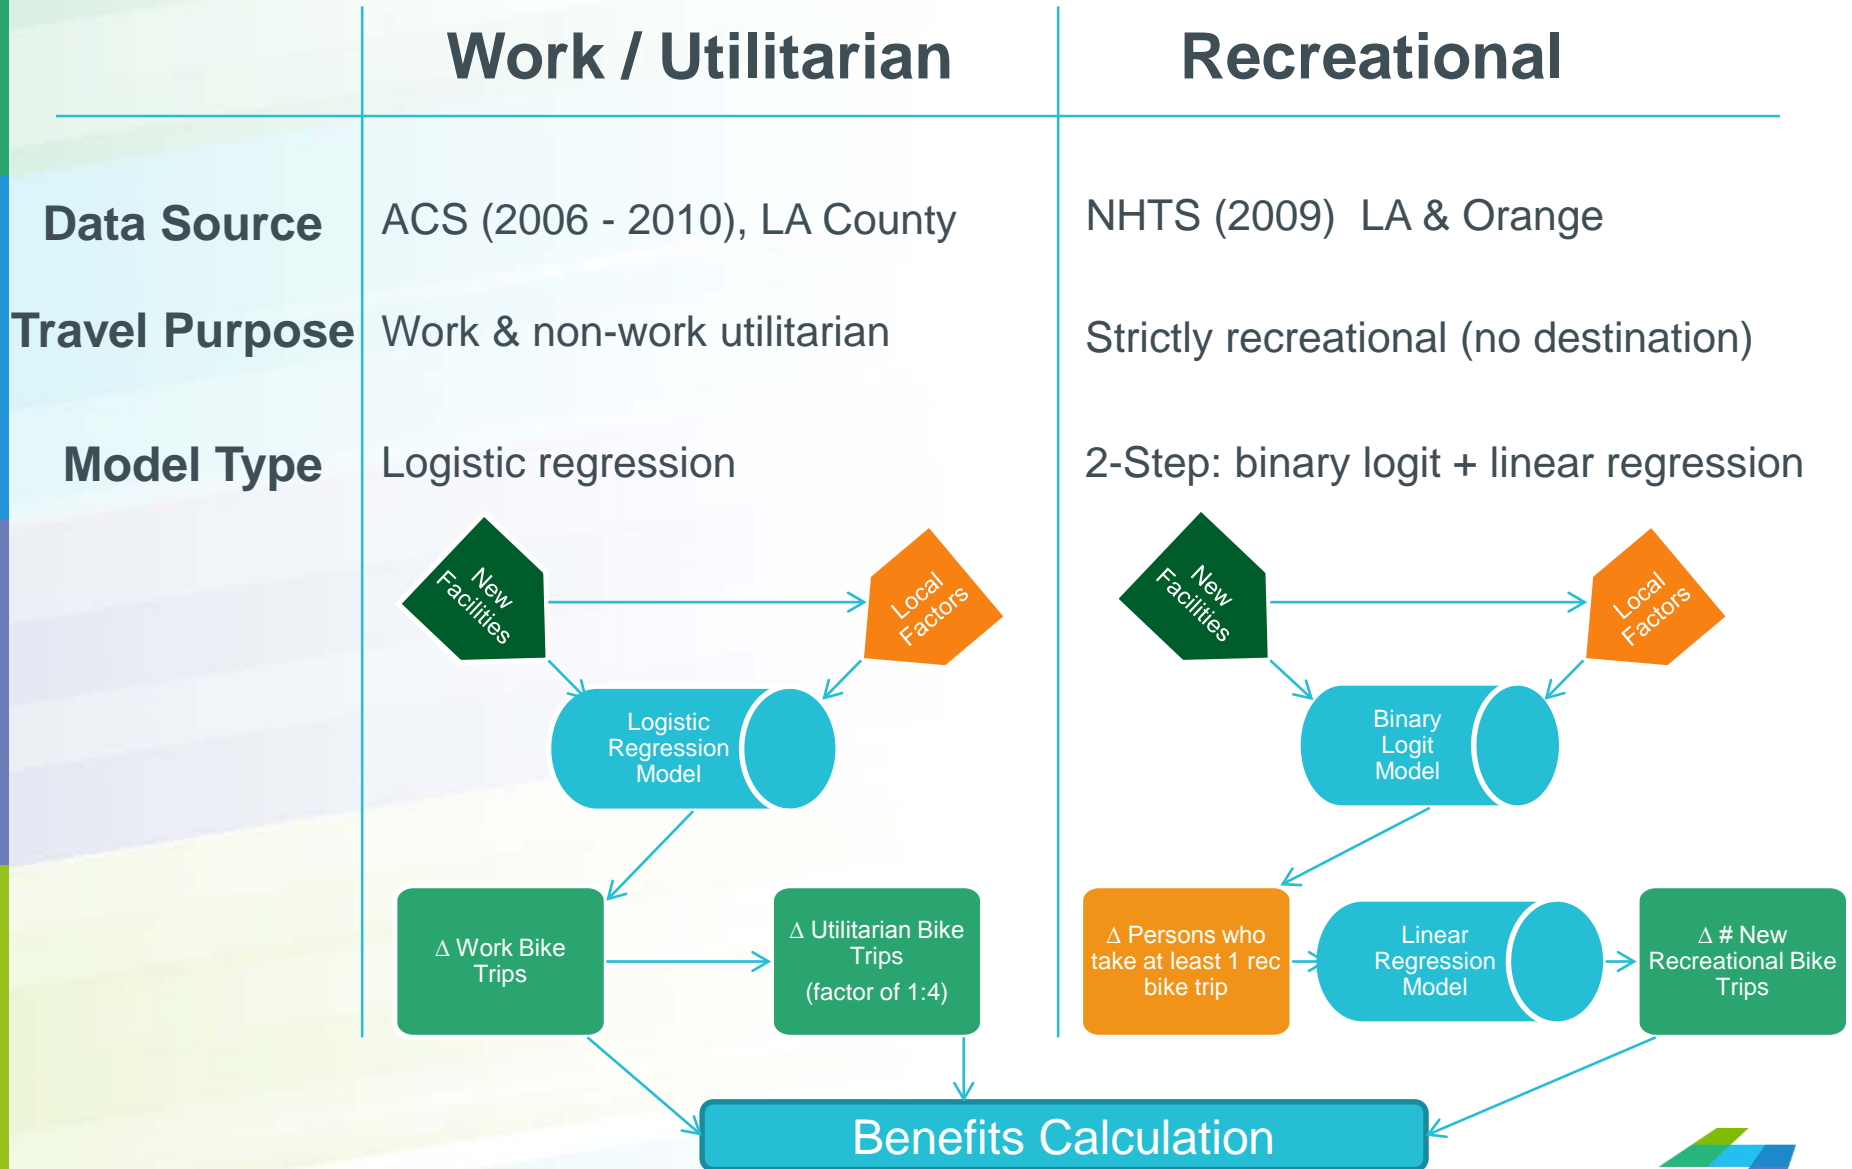 Work / Utilitarian
Recreational
Data Source
ACS (2006 - 2010), LA County
NHTS (2009) LA & Orange
Travel Purpose
Work & non-work utilitarian
Strictly recreational (no destination)
Model Type
Logistic regression
2-Step: binary logit + linear regression
New
Facilities
Local
Factors
New
Facilities
Local
Factors
Logistic
Regression
Model
Binary
Logit
Model
Δ Work Bike
Trips
Δ Utilitarian Bike
Trips
(factor of 1:4)
Δ Persons who
take at least 1 rec
bike trip
Linear
Regression
Model
Δ # New
Recreational Bike
Trips
Benefits Calculation